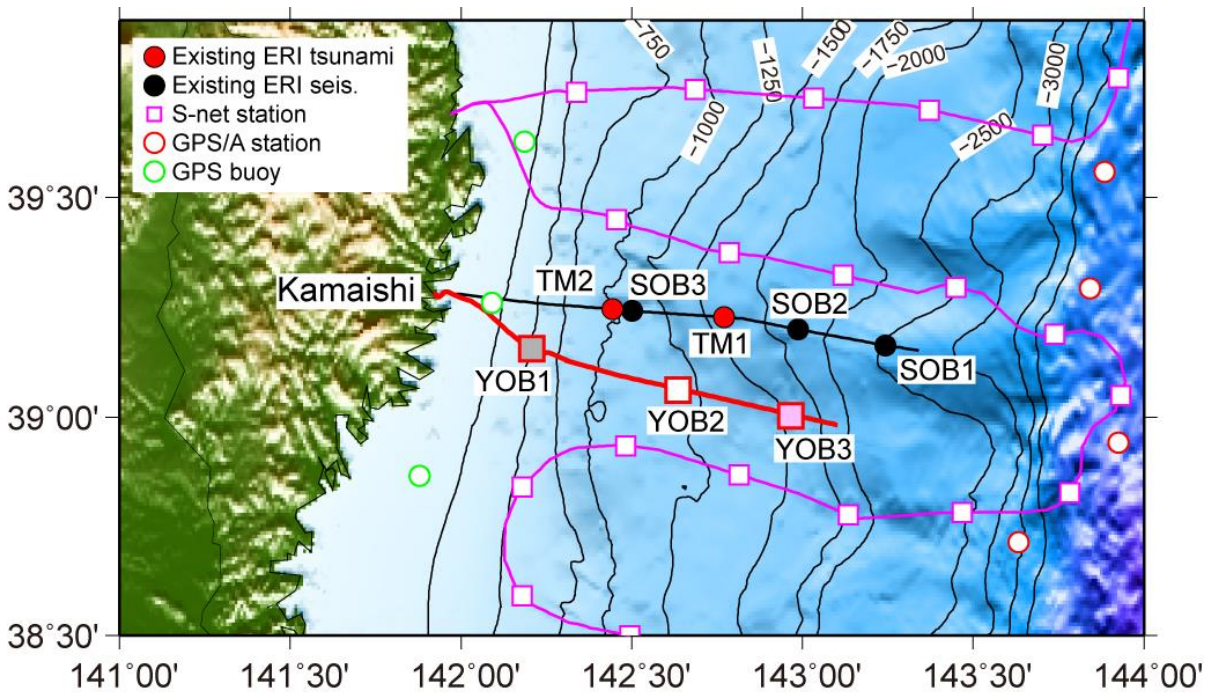 Existing ERI tsunami
Existing ERI seis.
S-net station
GPS/A station
GPS buoy
−750
−1000
−1250
−1500
−1750
−2000
−2500
−3000
39˚30'
39˚00'
38˚30'
Kamaishi
TM2
SOB3
TM1
SOB2
SOB1
YOB1
YOB2
YOB3
141˚00'
141˚30'
142˚00'
142˚30'
143˚00'
143˚30'
144˚00'